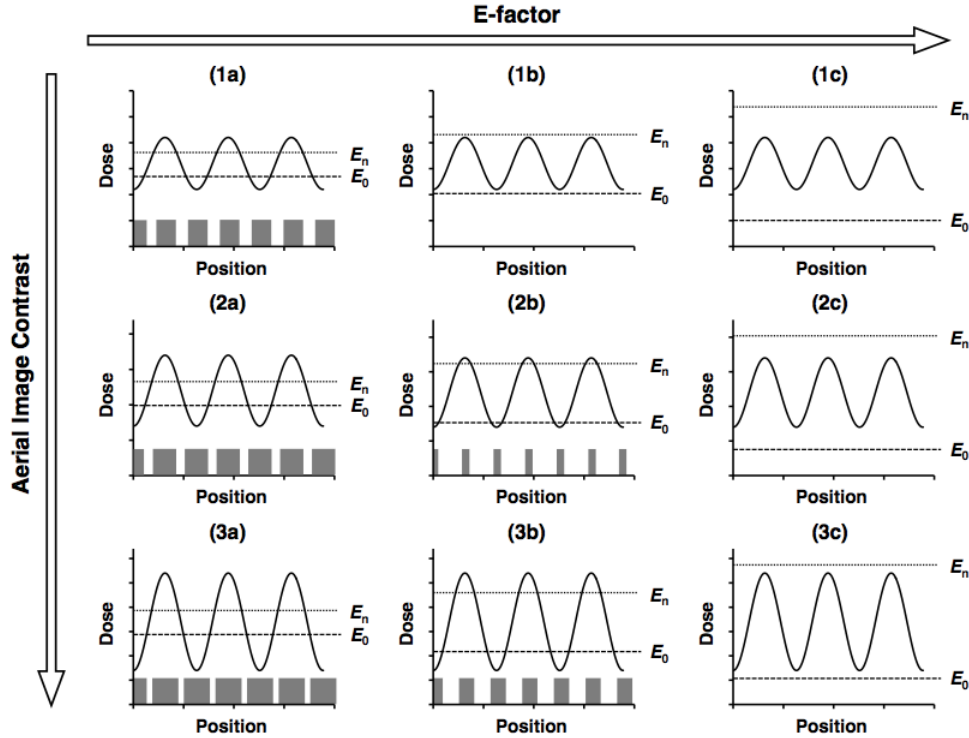 E-factor
Aerial Image Contrast
(1a)
Dose
En
E0
Position
(1b)
Dose
En
E0
Position
(1c)
Dose
En
E0
Position
(2a)
Dose
En
E0
Position
(2b)
Dose
En
E0
Position
(2c)
Dose
En
E0
Position
(3a)
Dose
En
E0
Position
(3b)
Dose
En
E0
Position
(3c)
Dose
En
E0
Position